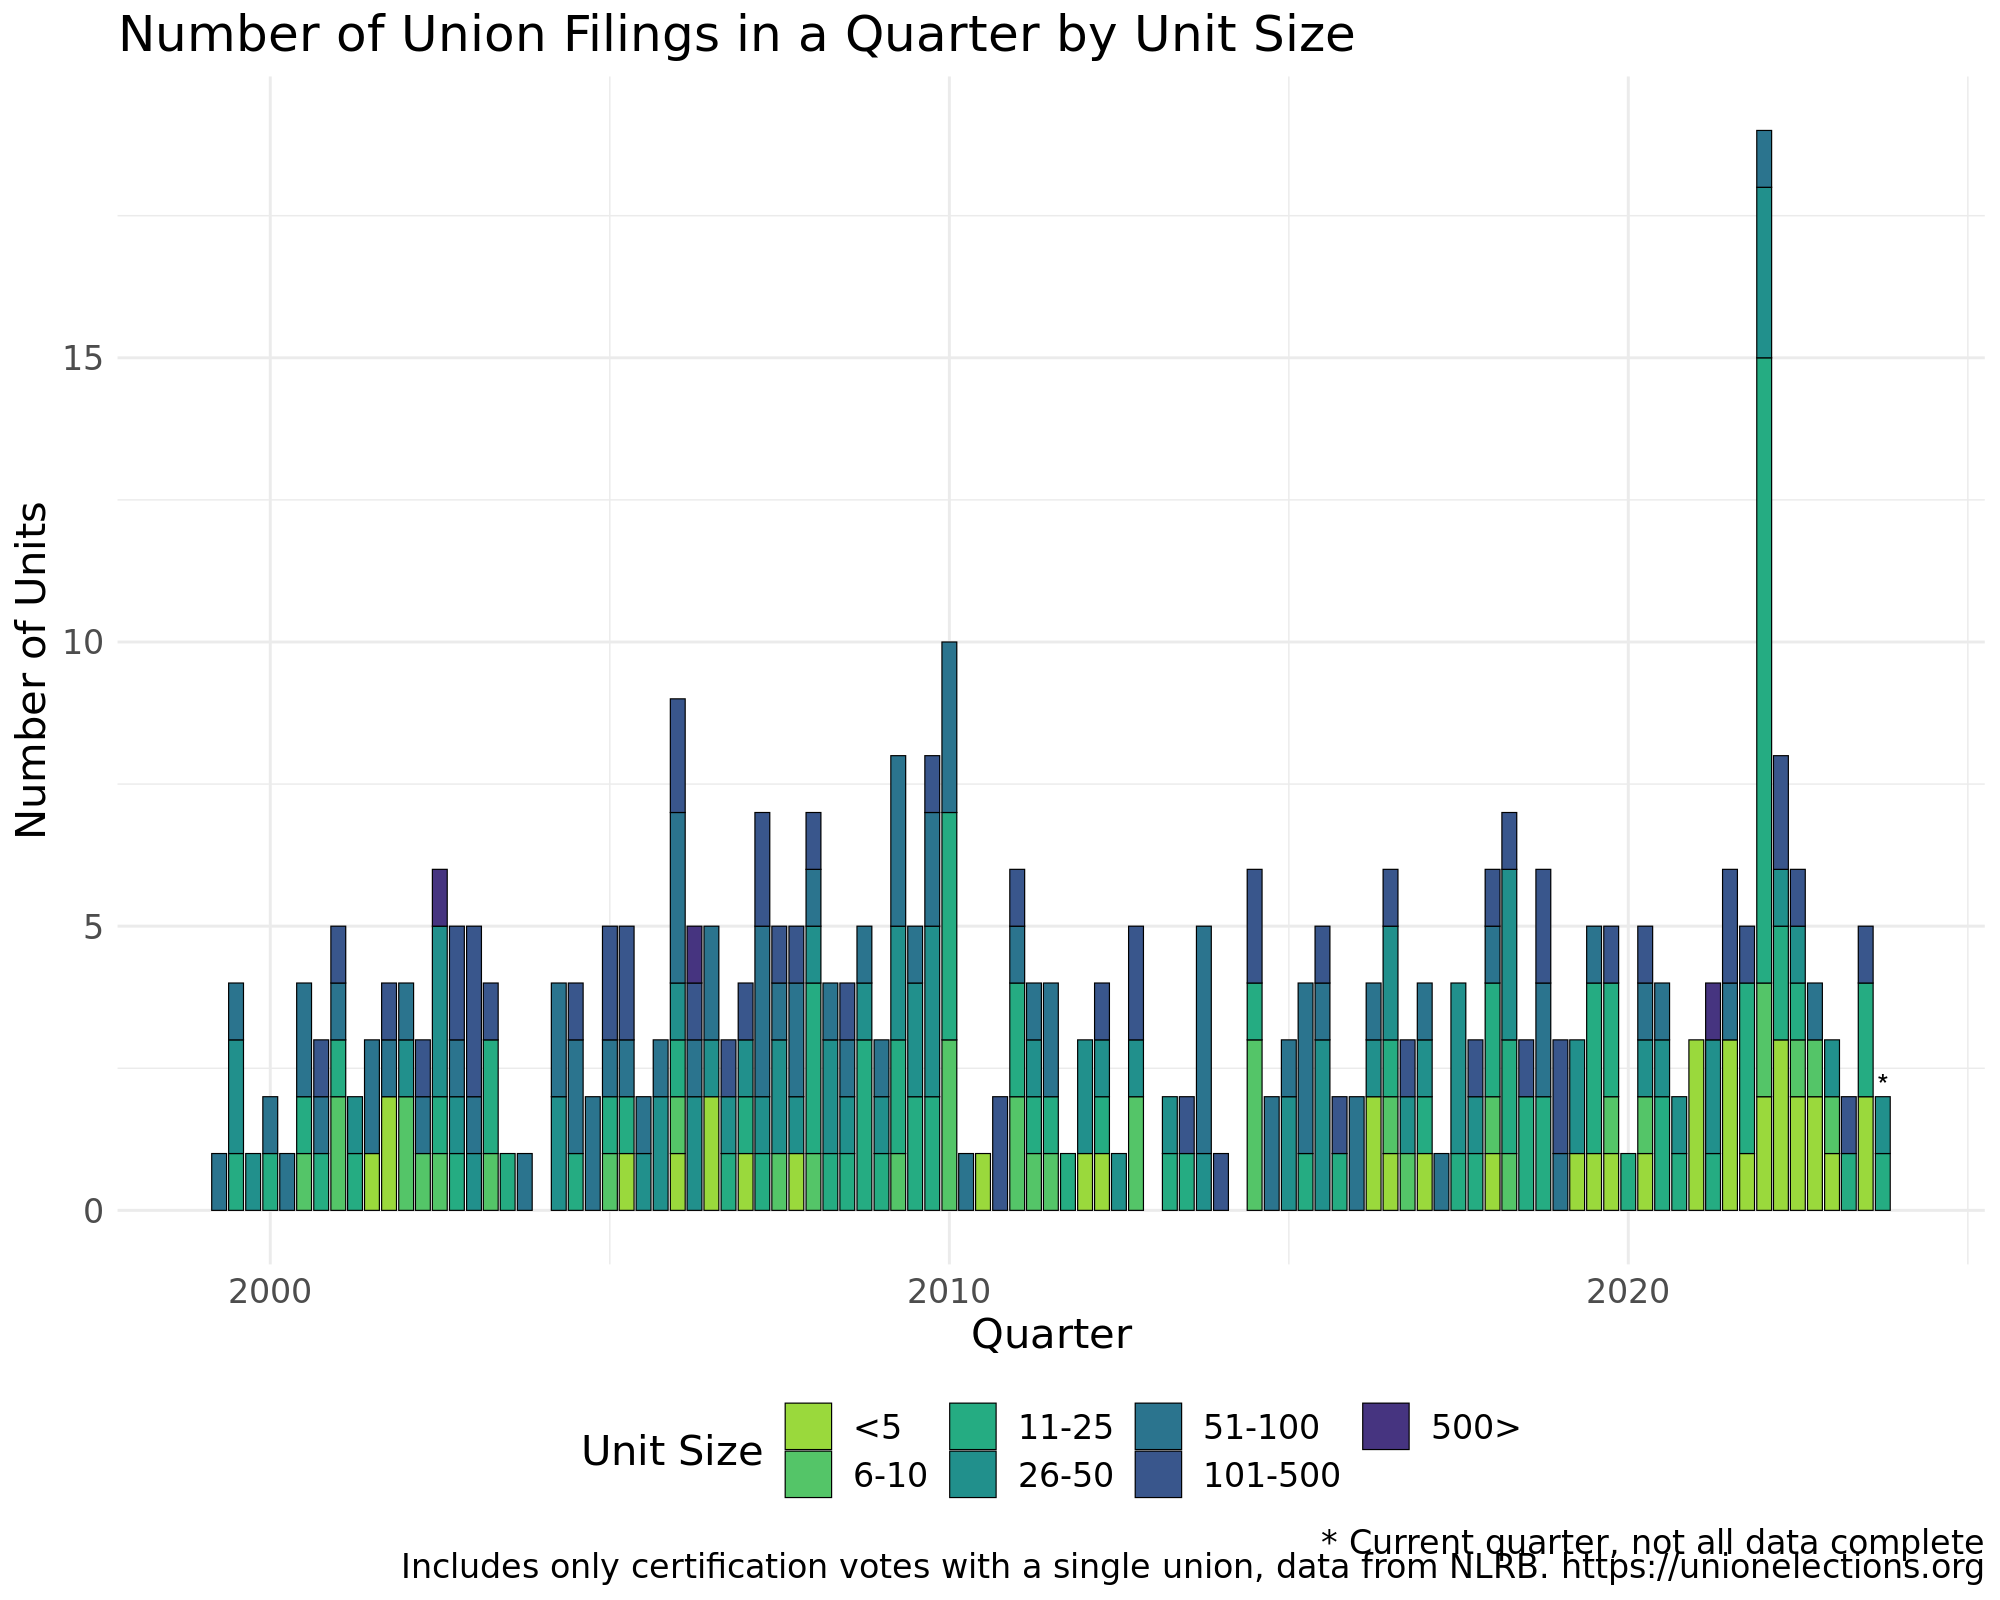 Number of Union Filings in a Quarter by Unit Size
Number of Units
15
10
5
0
*
2000 2010 2020
Quarter
Unit Size
<5 11-25 51-100 500>
6-10 26-50 101-500
* Current quarter, not all data complete
Includes only certification votes with a single union, data from NLRB. https://unionelections.org